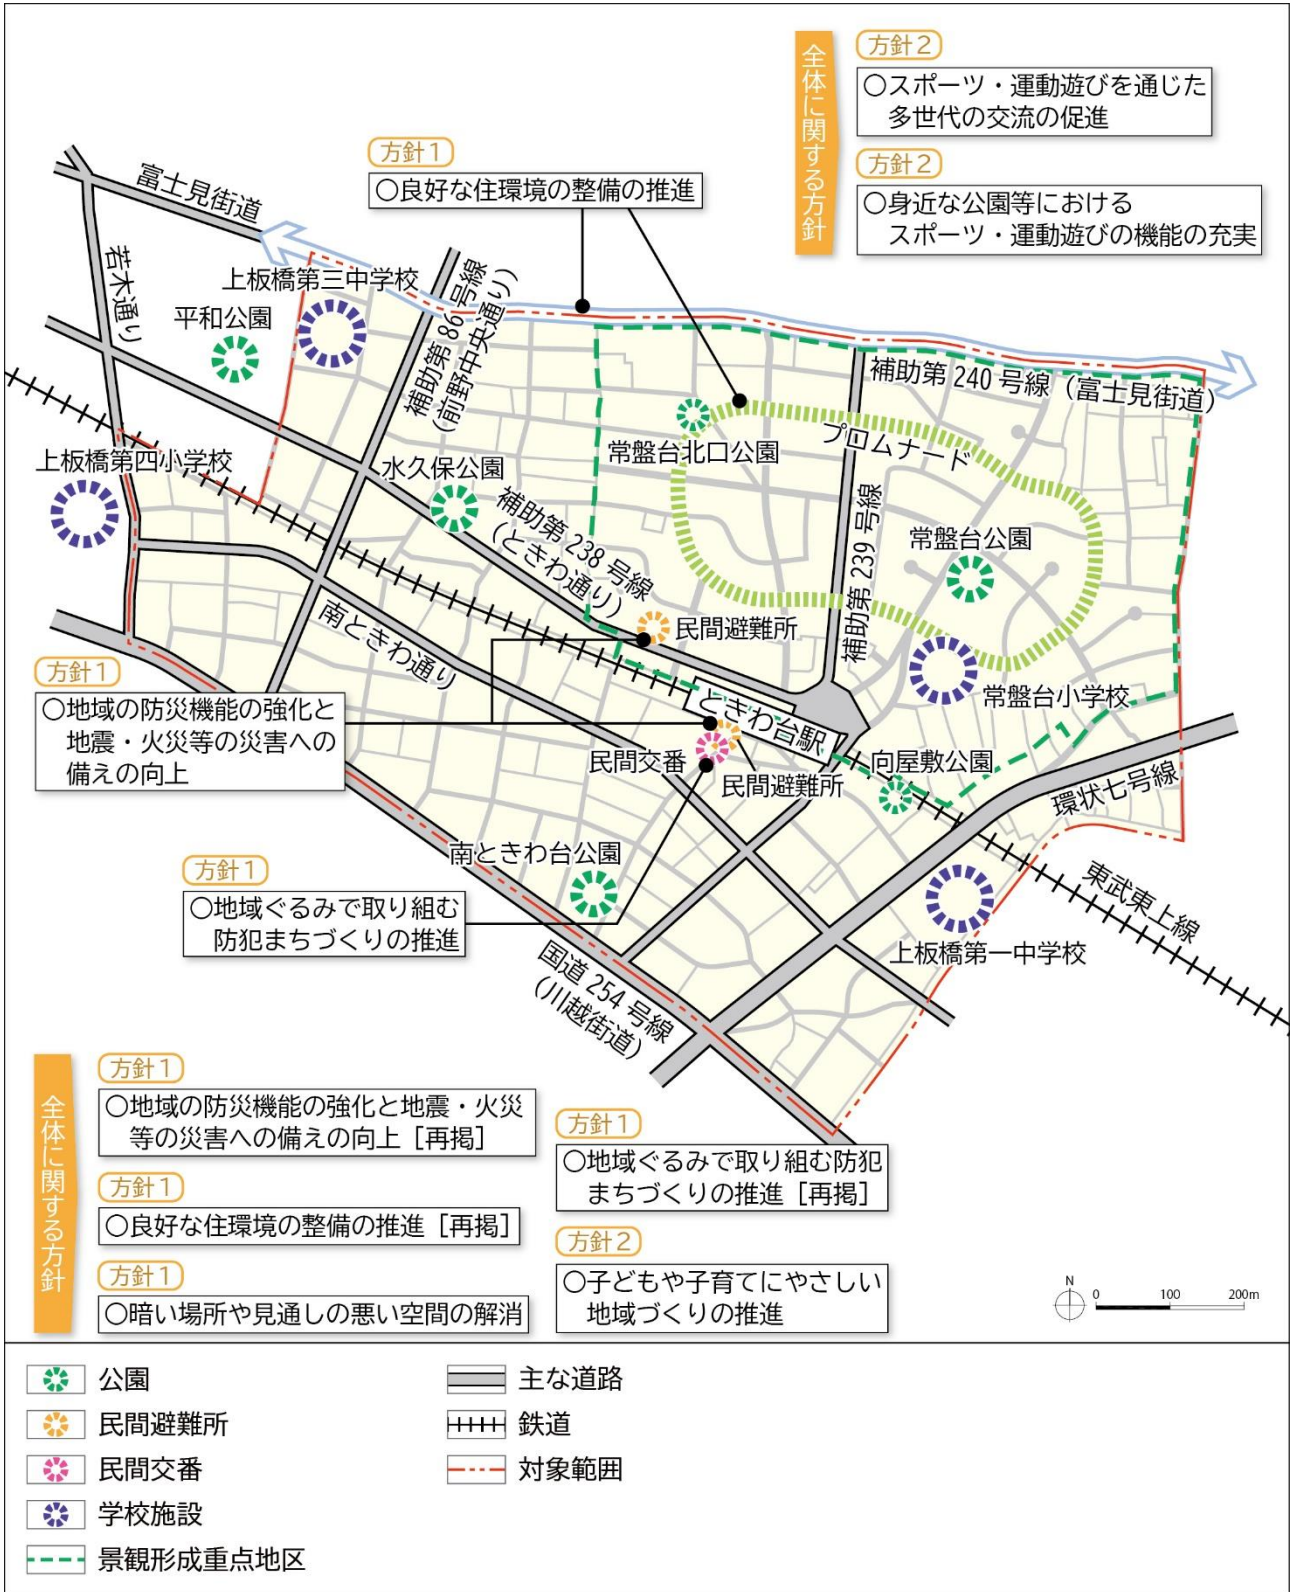 全体に関する方針
方針2
○スポーツ・運動遊びを通じた
多世代の交流の促進
方針2
○身近な公園等における
スポーツ・運動遊びの機能の充実
方針1
○良好な住環境の整備の推進
富士見街道
若木通り
上板橋第三中学校
平和公園
補助第86号線
(前野中央通り)
補助第240号線(富士見街道)
プロムナード
常盤台北口公園
上板橋第四小学校
水久保公園
補助第238号線
(ときわ通り)
補助第239号線
常盤台公園
南ときわ通り
民間避難所
常盤台小学校
方針1
○地域の防災機能の強化と
地震・火災等の災害への
備えの向上
ときわ台駅
民間交番
民間避難所
向屋敷公園
環状七号線
南ときわ台公園
方針1
○地域ぐるみで取り組む
防犯まちづくりの推進
東武東上線
上板橋第一中学校
国道254号線
(川越街道)
全体に関する方針
方針1
○地域の防災機能の強化と地震・火災
等の災害への備えの向上［再掲］
方針1
○良好な住環境の整備の推進［再掲］
方針1
○暗い場所や見通しの悪い空間の解消
方針1
○地域ぐるみで取り組む防犯
まちづくりの推進［再掲］
方針2
○子どもや子育てにやさしい
地域づくりの推進
N
0 100 200m
公園
民間避難所
民間交番
学校施設
景観形成重点地区
主な道路
鉄道
対象範囲